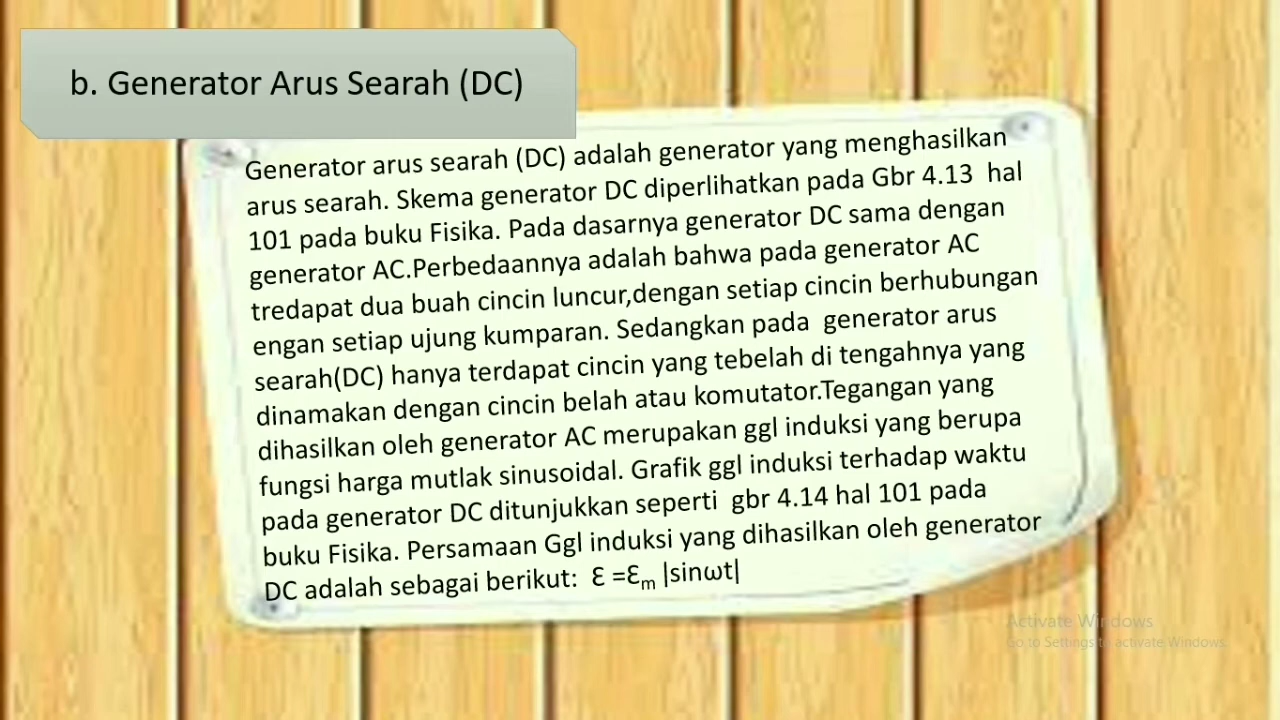 b. Generator Arus Searah (DC)
Generator arus searah (DC) adalah generator yang menghasilkan
arus searah. Skema generator DC diperlihatkan pada Gbr 4.13 hal
101 pada buku Fisika. Pada dasarnya generator DC sama dengan
generator AC.Perbedaannya adalah bahwa pada generator AC
tredapat dua buah cincin luncur,dengan setiap cincin berhubungan
engan setiap ujung kumparan. Sedangkan pada generator arus
searah(DC) hanya terdapat cincin yang tebelah di tengahnya yang
dinamakan dengan cincin belah atau komutator.Tegangan yang
dihasilkan oleh generator AC merupakan ggl induksi yang berupa
fungsi harga mutlak sinusoidal. Grafik ggl induksi terhadap waktu
pada generator DC ditunjukkan seperti gbr 4.14 hal 101 pada
buku Fisika. Persamaan Ggl induksi yang dihasilkan oleh generator
DC adalah sebagai berikut: Ɛ =Ɛm |sinωt|
Activate Windows
Go to Settings to activate Windows.